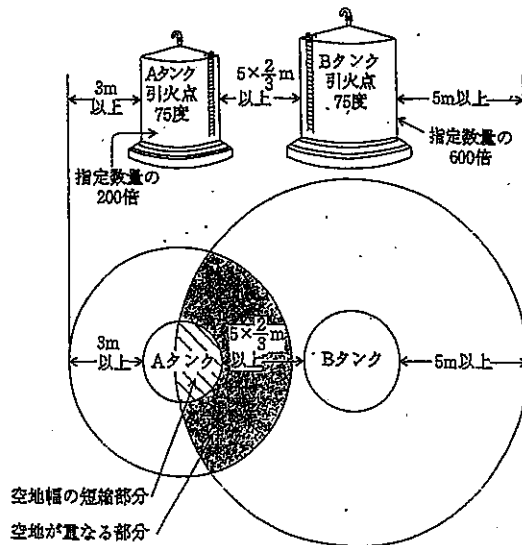 3m
以上
Aタンク
引火点
75度
5×2/3m
以上
Bタンク
引火点
75度
5m以上
指定数量の
200倍
指定数量の
600倍
3m
以上
Aタンク
5×2/3m
以上
Bタンク
5m以上
空地幅の短縮部分
空地が重なる部分